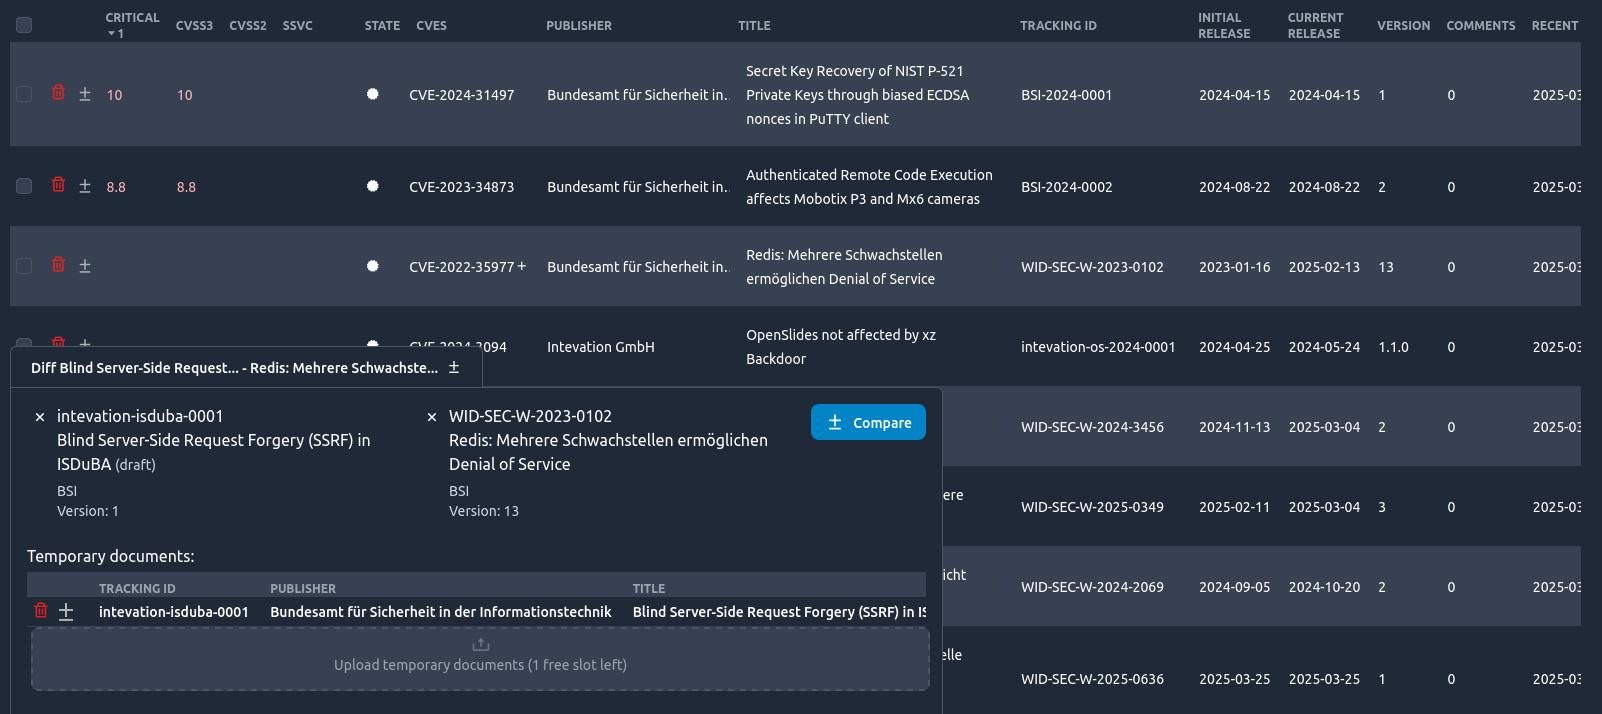 CRITICAL CVSS3 CVSS2 SSVC STATE CVES PUBLISHER TITLE TRACKING ID INITIAL RELEASE CURRENT RELEASE VERSION COMMENTS RECENT
1
Secret Key Recovery of NIST P-521
10 10 CVE-2024-31497 Bundesamt für Sicherheit in.. Private Keys through biased ECDSA BSI-2024-0001 2024-04-15 2024-04-15 1 0 2025-03
nonces in PuTTY client
Authenticated Remote Code Execution
8.8 8.8 CVE-2023-34873 Bundesamt für Sicherheit in.. BSI-2024-0002 2024-08-22 2024-08-22 2 0 2025-03
affects Mobotix P3 and Mx6 cameras
Redis: Mehrere Schwachstellen
CVE-2022-35977 + Bundesamt für Sicherheit in.. WID-SEC-W-2023-0102 2023-01-16 2025-02-13 13 0 2025-03
ermöglichen Denial of Service
OpenSlides not affected by xz
CVE-2024-3094 Intevation GmbH intevation-os-2024-0001 2024-04-25 2024-05-24 1.1.0 0 2025-03
Backdoor
Diff Blind Server-Side Request... - Redis: Mehrere Schwachste... ±
× intevation-isduba-0001
Blind Server-Side Request Forgery (SSRF) in
ISDuBA (draft)
BSI
Version: 1
× WID-SEC-W-2023-0102
Redis: Mehrere Schwachstellen ermöglichen
Denial of Service
BSI
Version: 13
± Compare
WID-SEC-W-2024-3456 2024-11-13 2025-03-04 2 0 2025-03
ere
WID-SEC-W-2025-0349 2025-02-11 2025-03-04 3 0 2025-03
icht
WID-SEC-W-2024-2069 2024-09-05 2024-10-20 2 0 2025-03
elle
WID-SEC-W-2025-0636 2025-03-25 2025-03-25 1 0 2025-03
Temporary documents:
TRACKING ID PUBLISHER TITLE
intevation-isduba-0001 Bundesamt für Sicherheit in der Informationstechnik Blind Server-Side Request Forgery (SSRF) in IS
Upload temporary documents (1 free slot left)